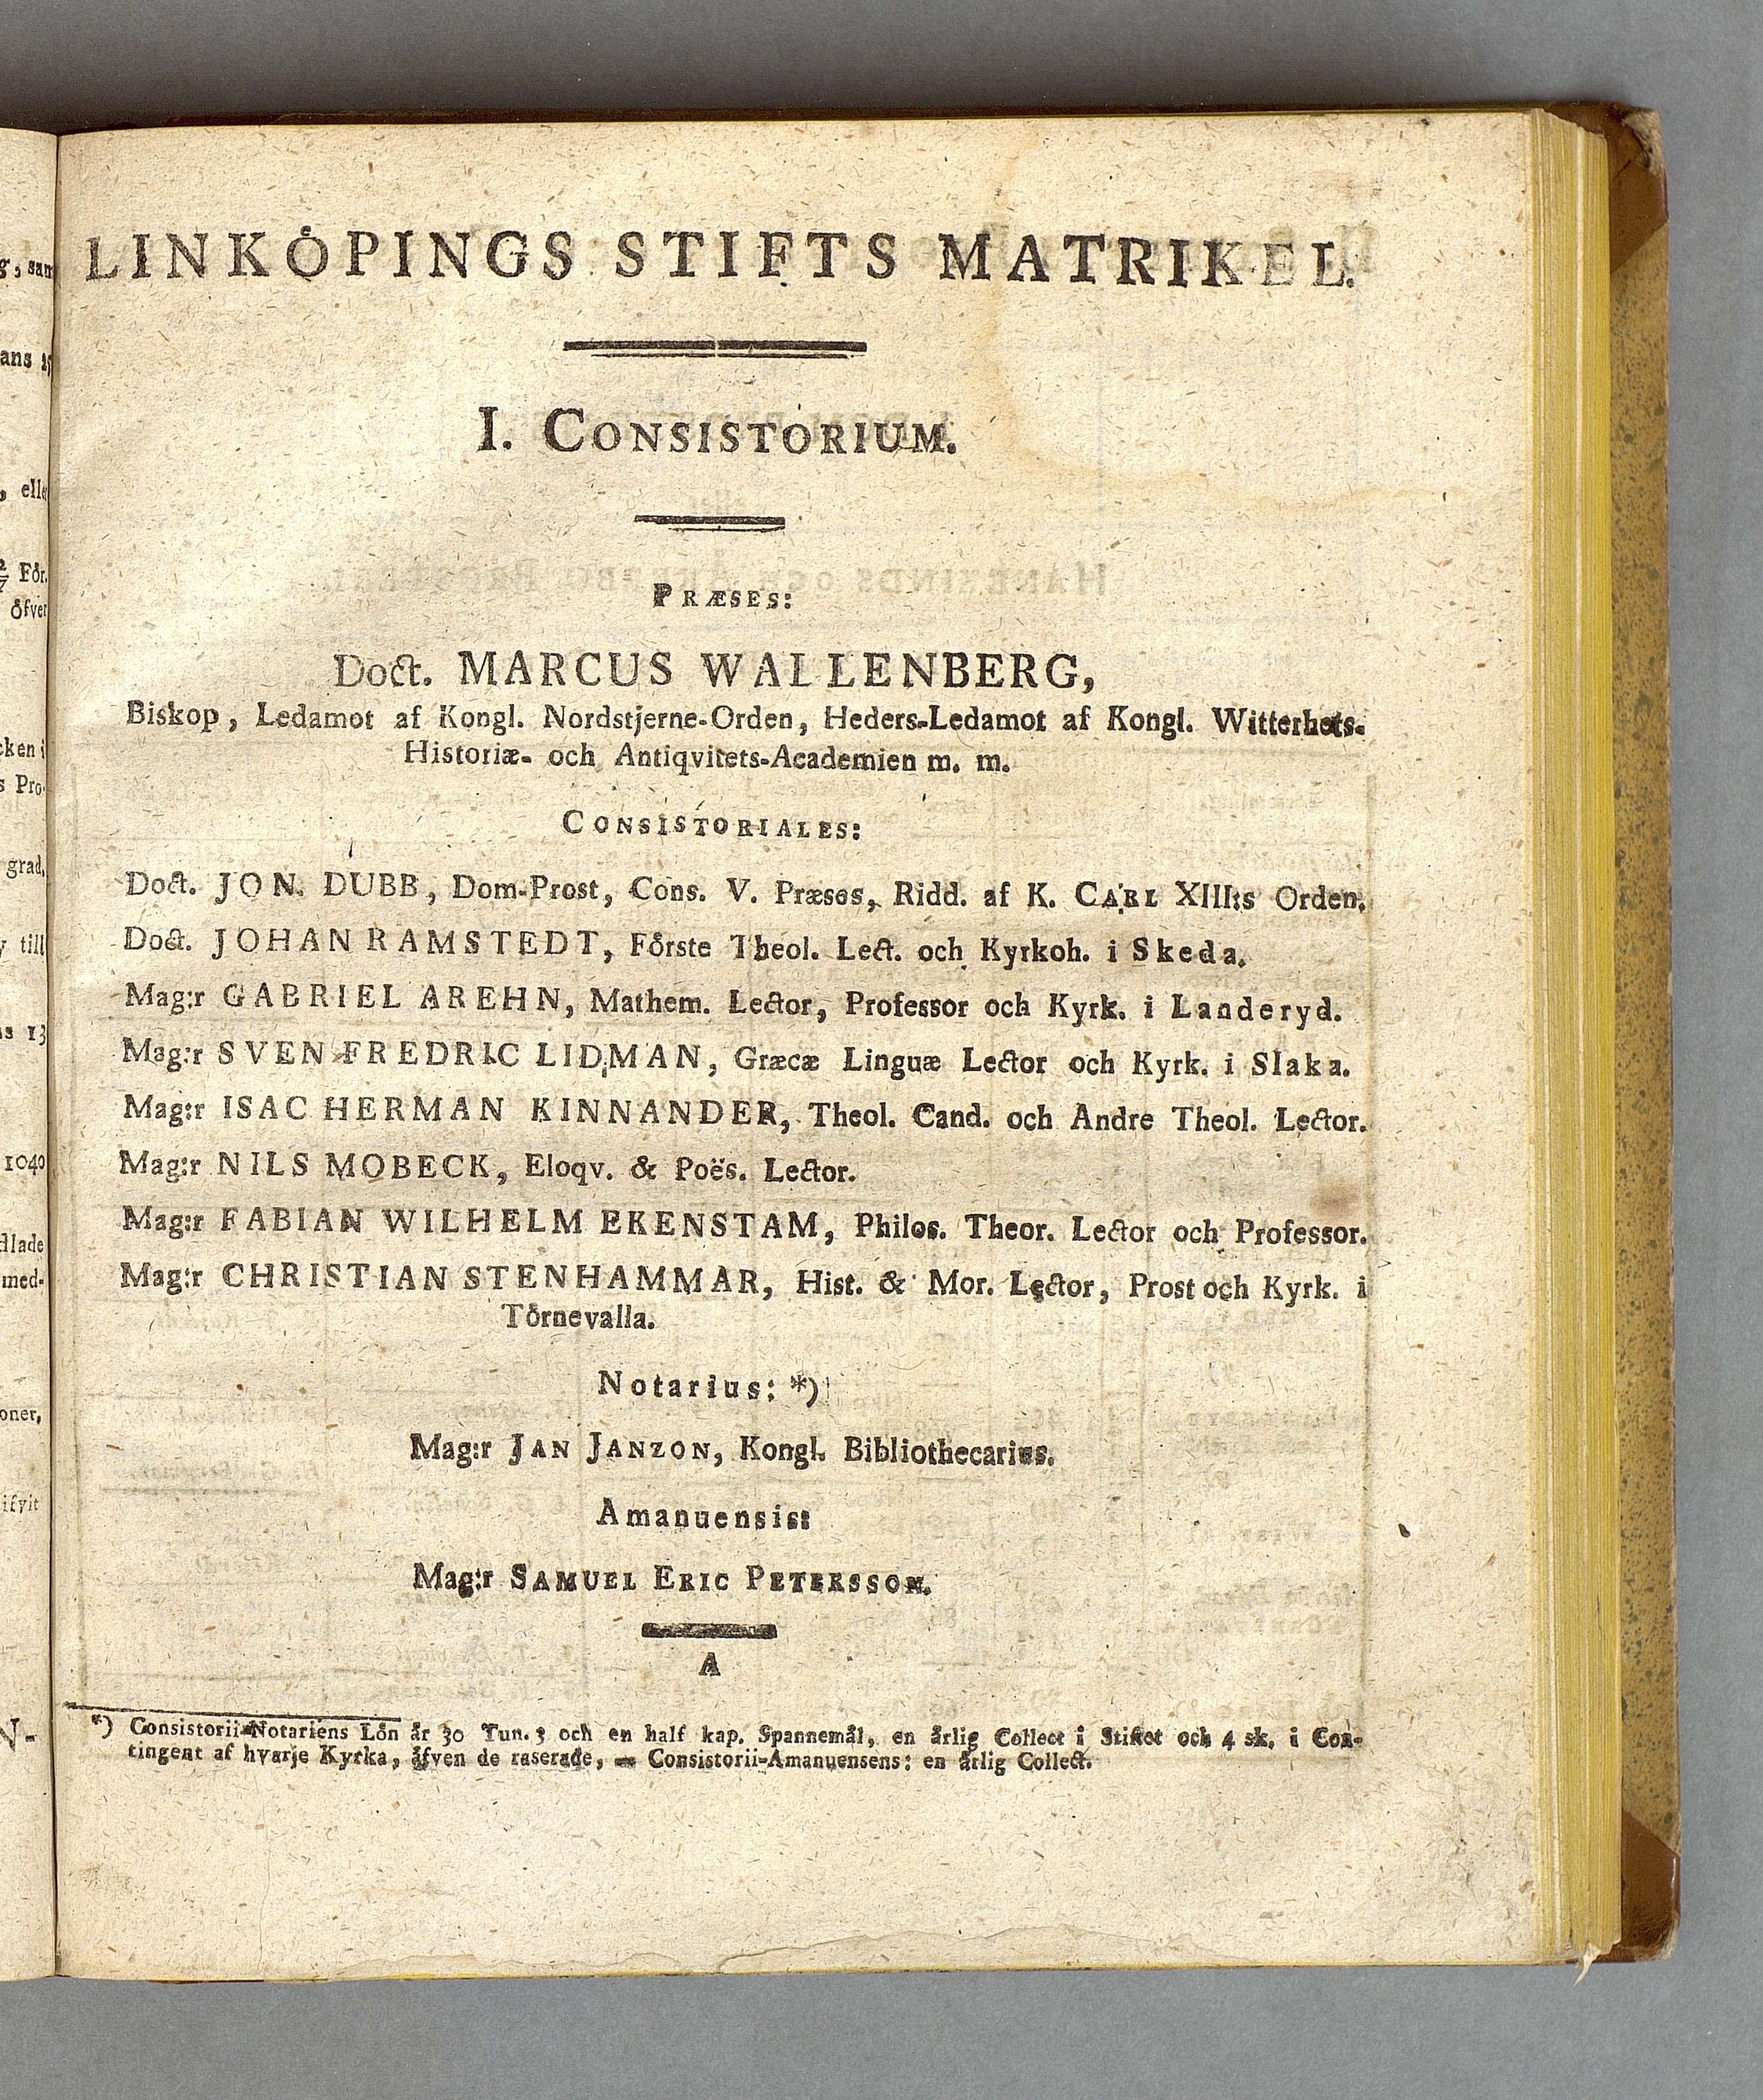 LINKÖPINGS STIFTS MATRIKEL.
I. CONSISTORIUM.
PRÆSES:
Doct. MARCUS WALLENBERG,
Biskop, Ledamot af Kongl. Nordstjerne-Orden, Heders-Ledamot af Kongl. Witterhets-
Historiæ- och Antiqvitets-Academien m. m.
CONSISTORIALES:
Doct. JON. DUBB, Dom-Prost, Cons. V. Præses, Ridd. af K. CARL XIII:s Orden.
Doct. JOHAN RAMSTEDT, Förste Theol. Lect. och Kyrkoh. i Skeda.
Mag:r GABRIEL AREHN, Mathem. Lector, Professor och Kyrk. i Landeryd.
Mag:r SVEN FREDRIC LIDMAN, Græcæ Linguæ Lector och Kyrk. i Slaka.
Mag:r ISAC HERMAN KINNANDER, Theol. Cand. och Andre Theol. Lector.
Mag:r NILS MOBECK, Eloqv. & Poës. Lector.
Mag:r FABIAN WILHELM EKENSTAM, Philos. Theor. Lector och Professor.
Mag:r CHRISTIAN STENHAMMAR, Hist. & Mor. Lector, Prost och Kyrk. i
Törnevalla.
Notarius: *)
Mag:r JAN JANZON, Kongl. Bibliothecarius.
Amanuensis:
Mag:r SAMUEL ERIC PETERSSON.
A
*) Consistorii-Notariens Lön är 30 Tun. 3 och en half kap. Spannemål, en årlig Collect i Stiftet och 4 sk. i Con-
tingent af hvarje Kyrka, äfven de raserade, — Consistorii-Amanuensens: en årlig Collect.